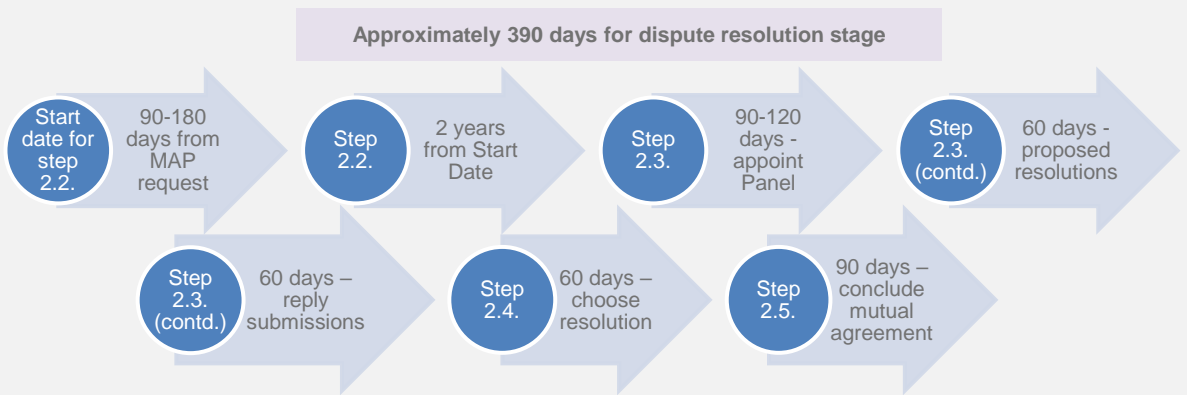 Approximately 390 days for dispute resolution stage
Start
date for
step
2.2.
90-180
days from
MAP
request
Step
2.2.
2 years
from Start
Date
Step
2.3.
90-120
days -
appoint
Panel
Step
2.3.
(contd.)
60 days -
proposed
resolutions
Step
2.3.
(contd.)
60 days –
reply
submissions
Step
2.4.
60 days –
choose
resolution
Step
2.5.
90 days –
conclude
mutual
agreement